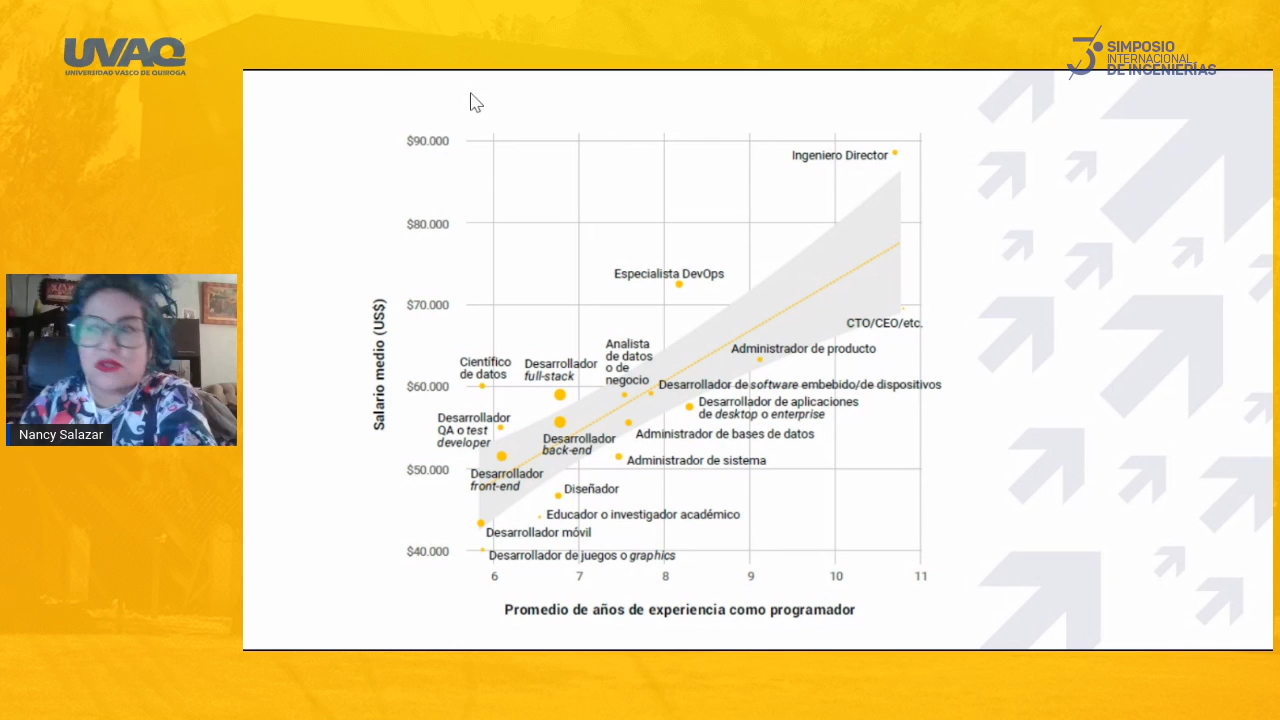 UVAQ
UNIVERSIDAD VASCO DE QUIROGA
3
SIMPOSIO
INTERNACIONAL
DE INGENIERÍAS
Nancy Salazar
Salario medio (US$)
$90.000
$80.000
$70.000
$60.000
$50.000
$40.000
Ingeniero Director
Especialista DevOps
CTO/CEO/etc.
Analista
de datos
o de
negocio
Administrador de producto
Científico
de datos
Desarrollador
full-stack
Desarrollador de software embebido/de dispositivos
Desarrollador de aplicaciones
de desktop o enterprise
Desarrollador
QA o test
developer
Desarrollador
back-end
Administrador de bases de datos
Administrador de sistema
Desarrollador
front-end
Diseñador
Educador o investigador académico
Desarrollador móvil
Desarrollador de juegos o graphics
6
7
8
9
10
11
Promedio de años de experiencia como programador